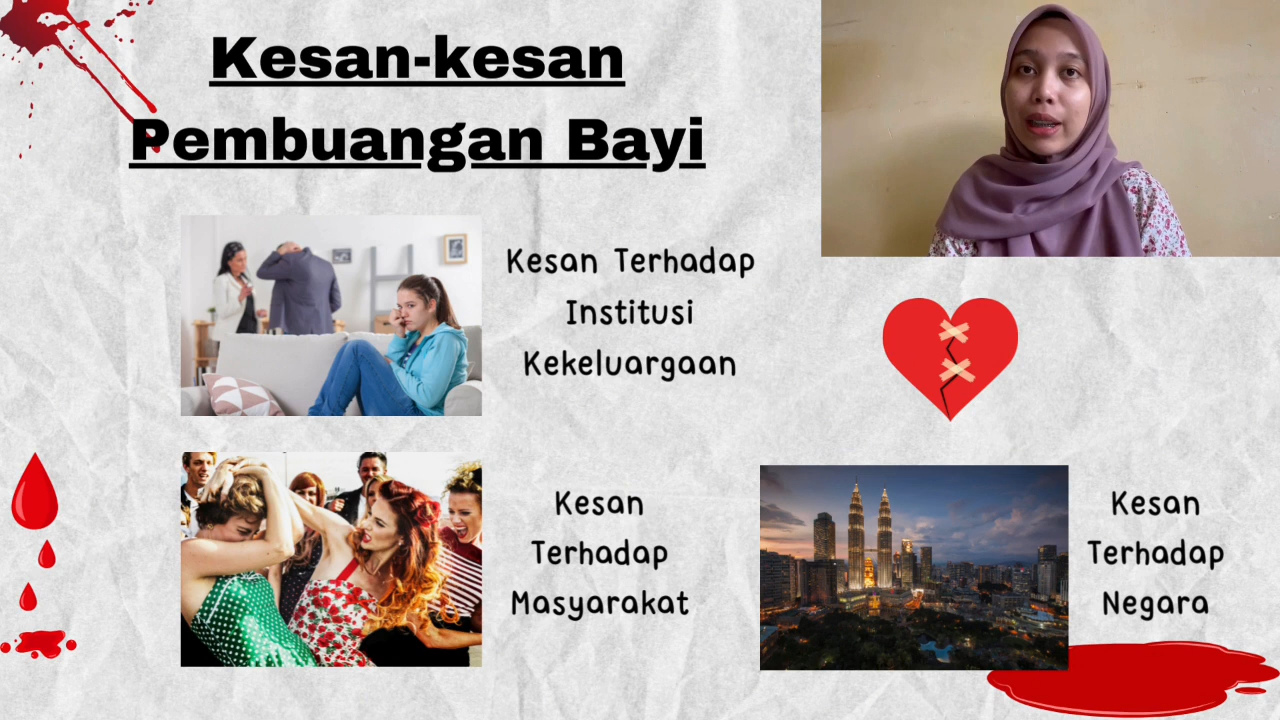 Kesan-kesan
Pembuangan Bayi
Kesan Terhadap
Institusi
Kekeluargaan
Kesan
Terhadap
Masyarakat
Kesan
Terhadap
Negara